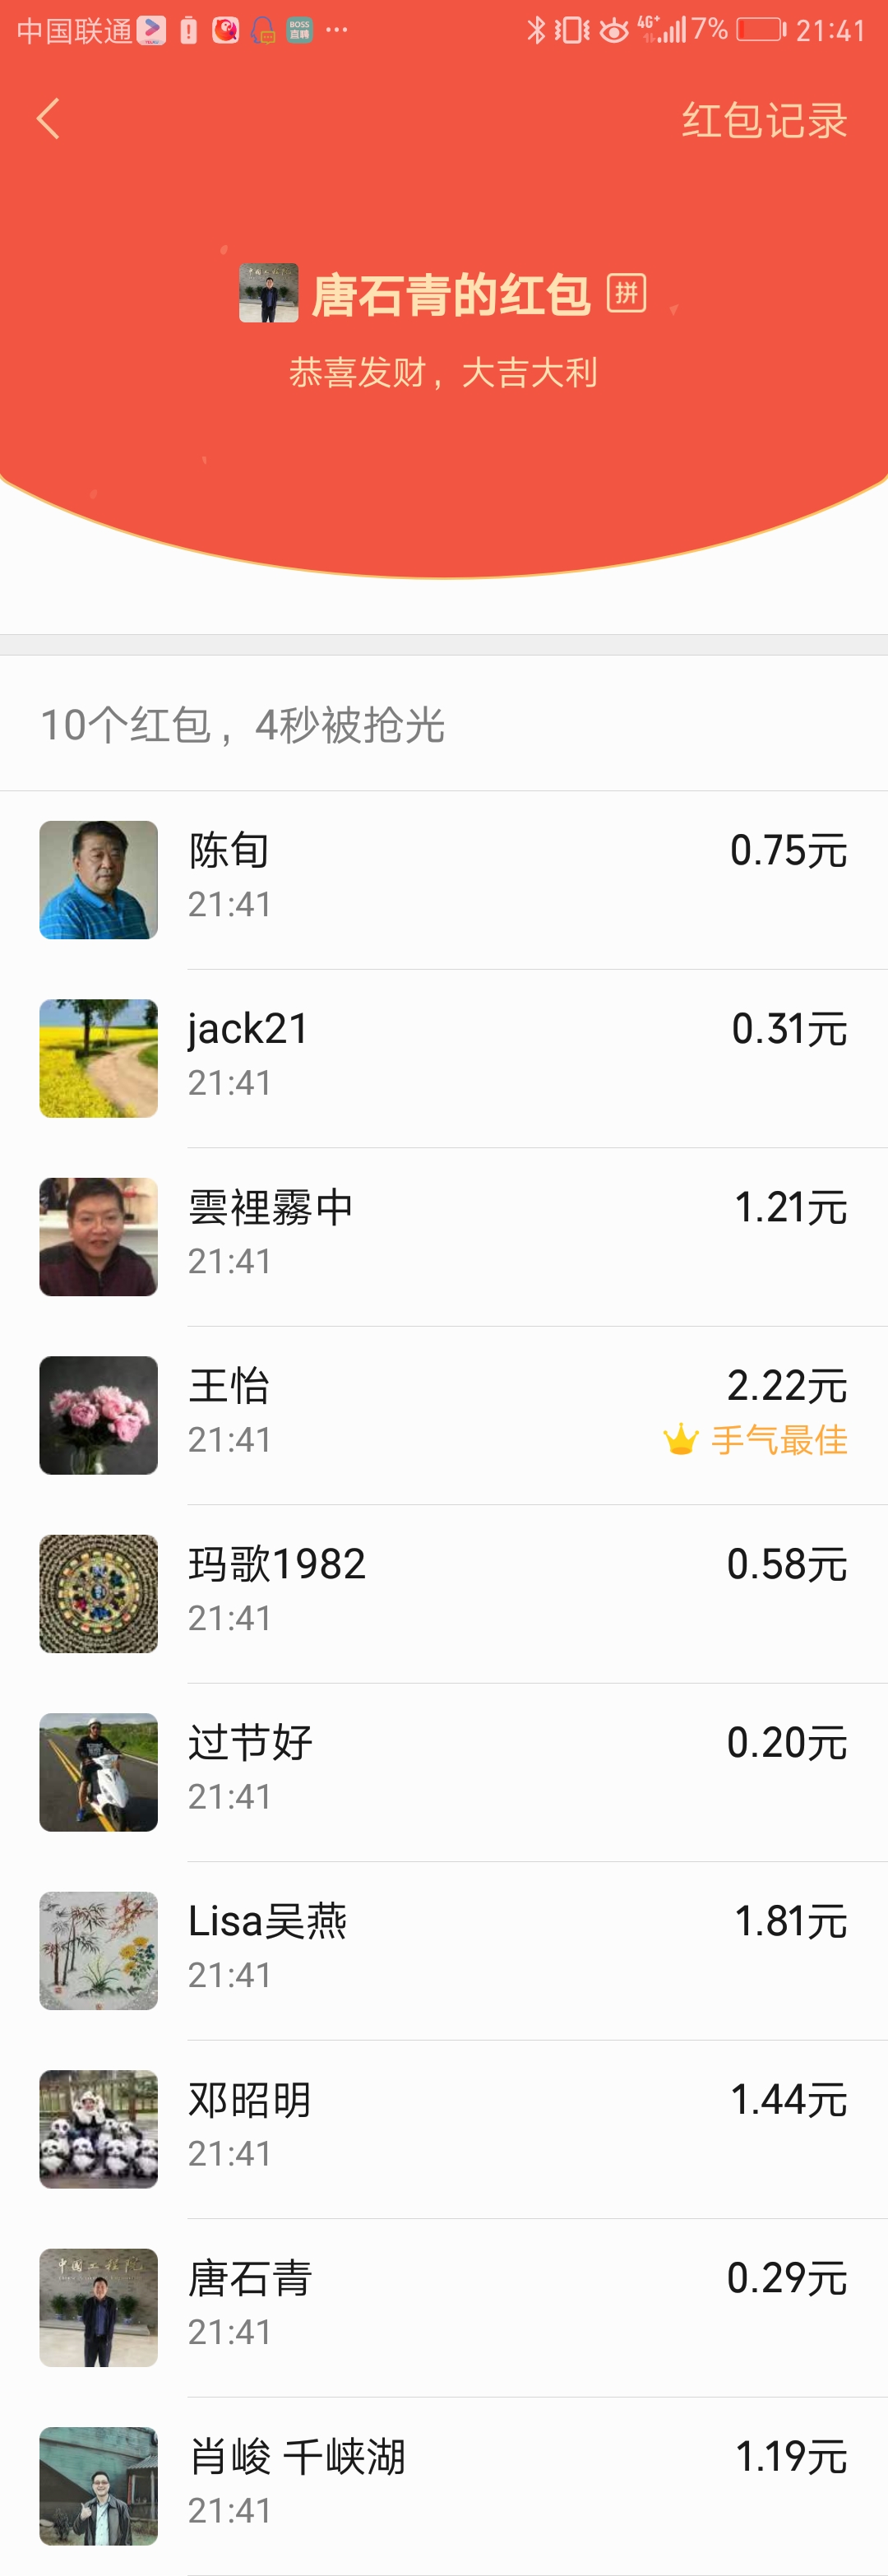 中国联通 7% 21:41
红包记录
唐石青的红包 拼
恭喜发财，大吉大利
10个红包，4秒被抢光
陈旬 0.75元
21:41
jack21 0.31元
21:41
雲裡霧中 1.21元
21:41
王怡 2.22元
21:41 手气最佳
玛歌1982 0.58元
21:41
过节好 0.20元
21:41
Lisa吴燕 1.81元
21:41
邓昭明 1.44元
21:41
唐石青 0.29元
21:41
肖峻 千峡湖 1.19元
21:41